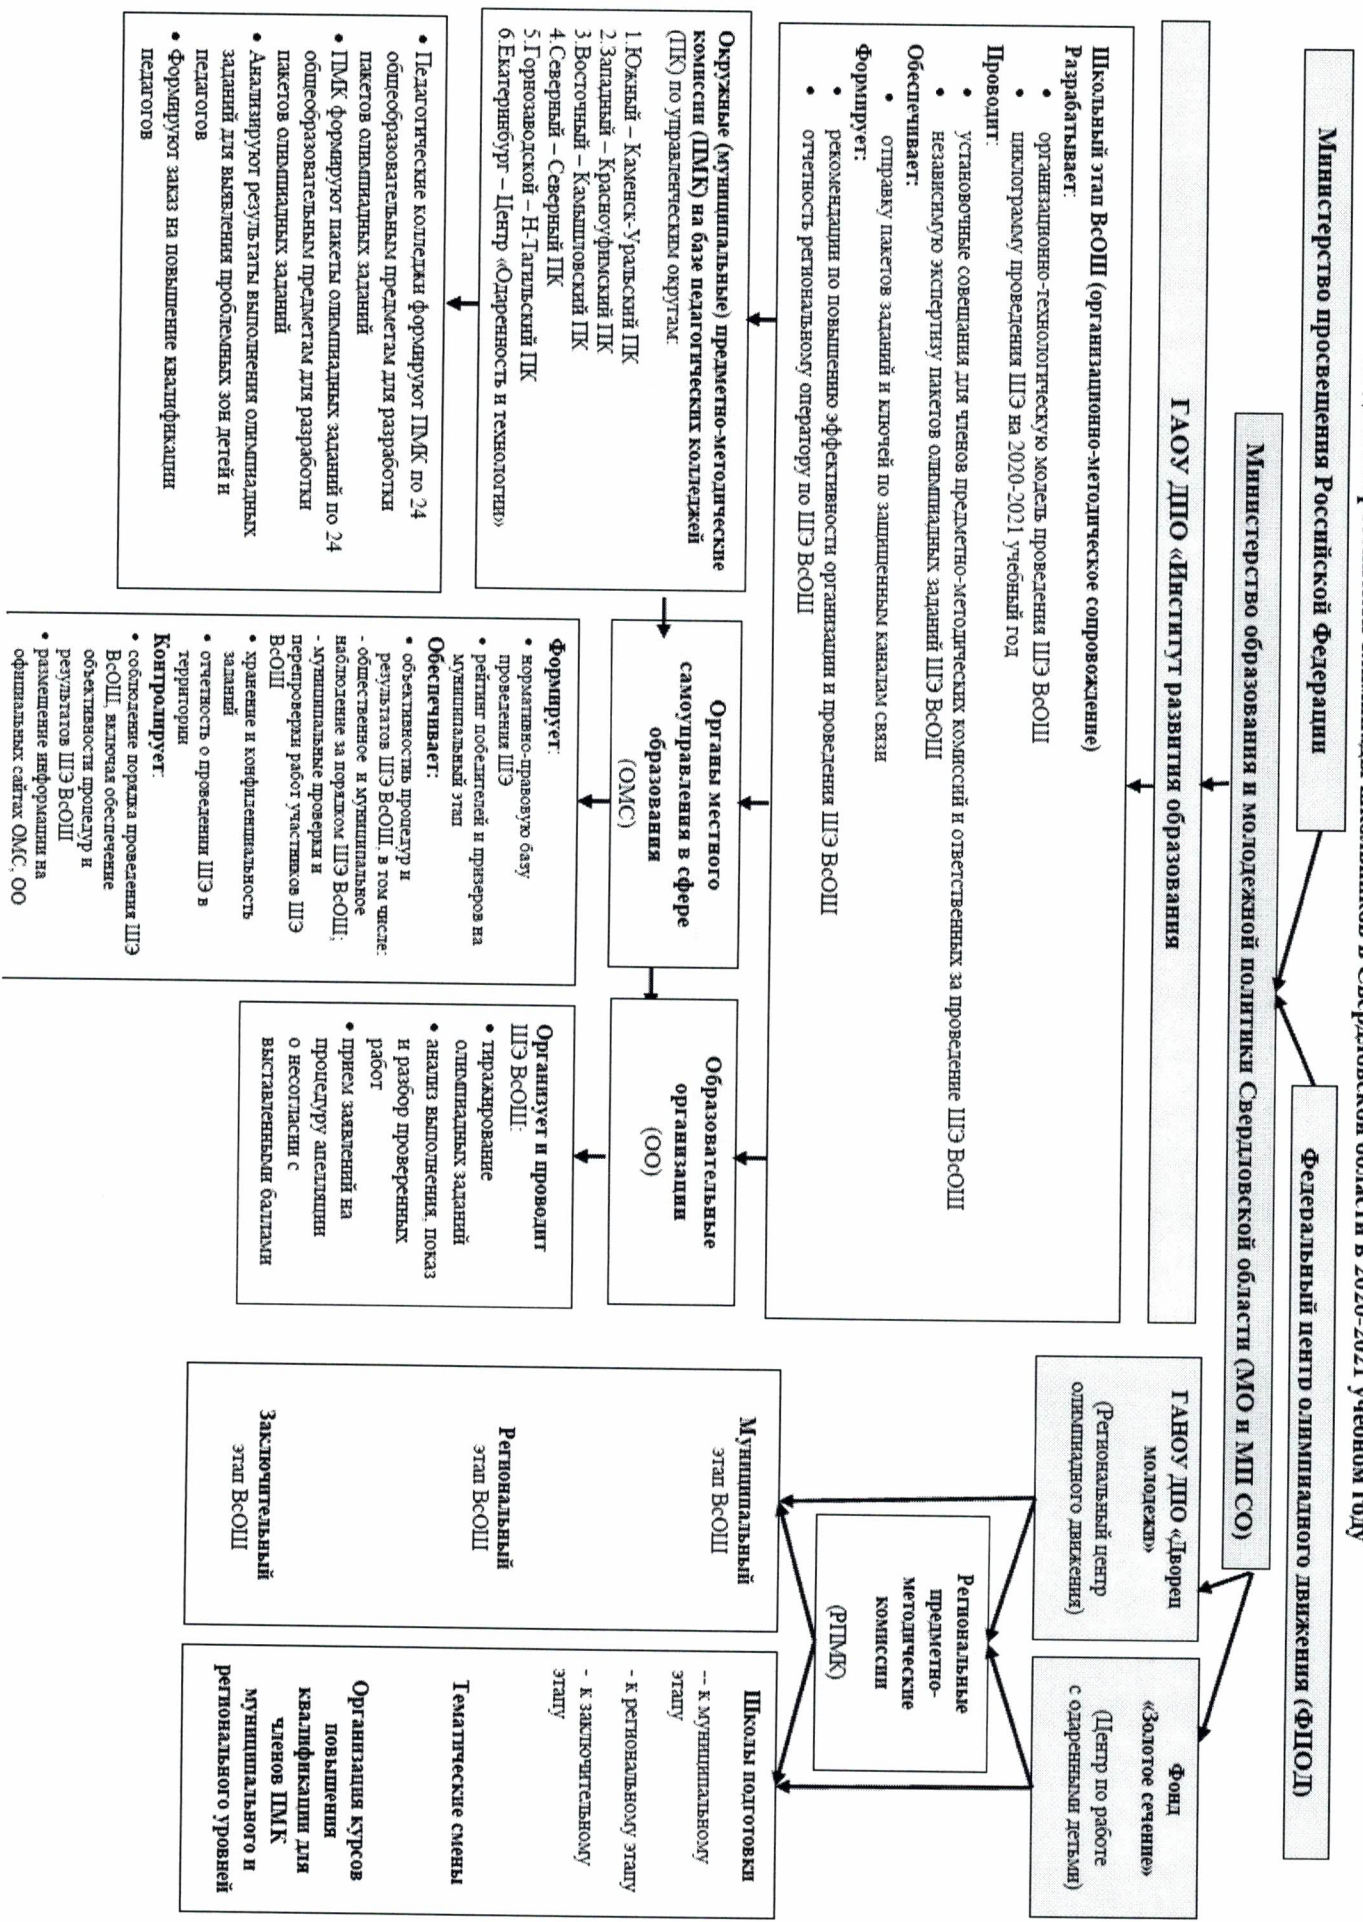 в Свердловской области в 2020-2021 учебном году
Министерство просвещения Российской Федерации
Федеральный центр олимпиадного движения (ФЦОД)
Министерство образования и молодежной политики Свердловской области (МО и МП СО)
ГАОУ ДПО «Институт развития образования
ГАНОУ ДПО «Дворец
молодежи»
(Региональный центр
олимпиадного движения)
Фонд
«Золотое сечение»
(Центр по работе
с одаренными детьми)
Школьный этап ВсОШ (организационно-методическое сопровождение)
Разрабатывает:
• организационно-технологическую модель проведения ШЭ ВсОШ
• циклограмму проведения ШЭ на 2020-2021 учебный год
Проводит:
• установочные совещания для членов предметно-методических комиссий и ответственных за проведение ШЭ ВсОШ
• независимую экспертизу пакетов олимпиадных заданий ШЭ ВсОШ
Обеспечивает:
• отправку пакетов заданий и ключей по защищенным каналам связи
Формирует:
• рекомендации по повышению эффективности организации и проведения ШЭ ВсОШ
• отчетность региональному оператору по ШЭ ВсОШ
Региональные
предметно-
методические
комиссии
(РПМК)
Окружные (муниципальные) предметно-методические
комиссии (ПМК) на базе педагогических колледжей
(ПК) по управленческим округам:
1.Южный – Каменск-Уральский ПК
2.Западный – Красноуфимский ПК
3.Восточный – Камышловский ПК
4.Северный – Северный ПК
5.Горнозаводской – Н-Тагильский ПК
6.Екатеринбург – Центр «Одаренность и технологии»
Органы местного
самоуправления в сфере
образования
(ОМС)
Образовательные
организации
(ОО)
• Педагогические колледжи формируют ПМК по 24
общеобразовательным предметам для разработки
пакетов олимпиадных заданий
• ПМК формируют пакеты олимпиадных заданий по 24
общеобразовательным предметам для разработки
пакетов олимпиадных заданий
• Анализируют результаты выполнения олимпиадных
заданий для выявления проблемных зон детей и
педагогов
• Формируют заказ на повышение квалификации
педагогов
Формирует:
• нормативно-правовую базу
проведения ШЭ
• рейтинг победителей и призеров на
муниципальный этап
Обеспечивает:
• объективность процедур и
результатов ШЭ ВсОШ, в том числе:
- общественное и муниципальное
наблюдение за порядком ШЭ ВсОШ;
- муниципальные проверки и
перепроверки работ участников ШЭ
ВсОШ
• хранение и конфиденциальность
заданий
• отчетность о проведении ШЭ в
территории
Контролирует:
• соблюдение порядка проведения ШЭ
ВсОШ, включая обеспечение
объективности процедур и
результатов ШЭ ВсОШ
• размещение информации на
официальных сайтах ОМС, ОО
Организует и проводит
ШЭ ВсОШ:
• тиражирование
олимпиадных заданий
• анализ выполнения, показ
и разбор проверенных
работ
• прием заявлений на
процедуру апелляции
о несогласии с
выставленными баллами
Муниципальный
этап ВсОШ
Региональный
этап ВсОШ
Заключительный
этап ВсОШ
Школы подготовки
-- к муниципальному
этапу
- к региональному этапу
- к заключительному
этапу
Тематические смены
Организация курсов
повышения
квалификации для
членов ПМК
муниципального и
регионального уровней